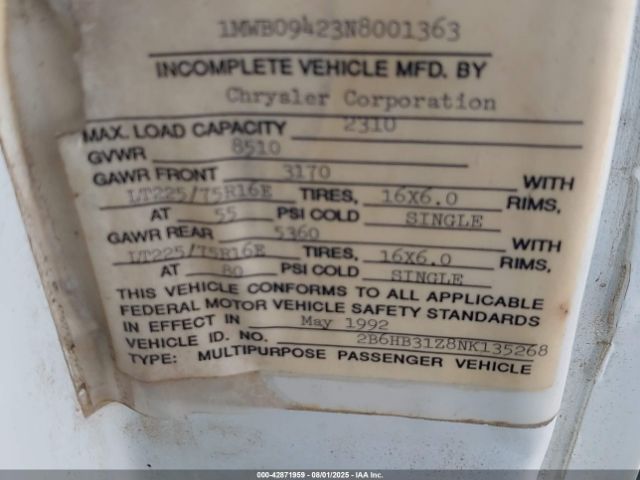 1MWB09423N8001363
INCOMPLETE VEHICLE MFD. BY
Chrysler Corporation
MAX. LOAD CAPACITY 2310
GVWR 8510
GAWR FRONT 3170 WITH
LT225/75R16E TIRES, 16X6.0 RIMS,
AT 55 PSI COLD SINGLE
GAWR REAR 5360 WITH
LT225/75R16E TIRES, 16X6.0 RIMS,
AT 80 PSI COLD SINGLE
THIS VEHICLE CONFORMS TO ALL APPLICABLE
FEDERAL MOTOR VEHICLE SAFETY STANDARDS
IN EFFECT IN May 1992
VEHICLE ID. NO. 2B6HB31Z8NK135268
TYPE: MULTIPURPOSE PASSENGER VEHICLE
000-42871959 - 08/01/2025 - IAA Inc.